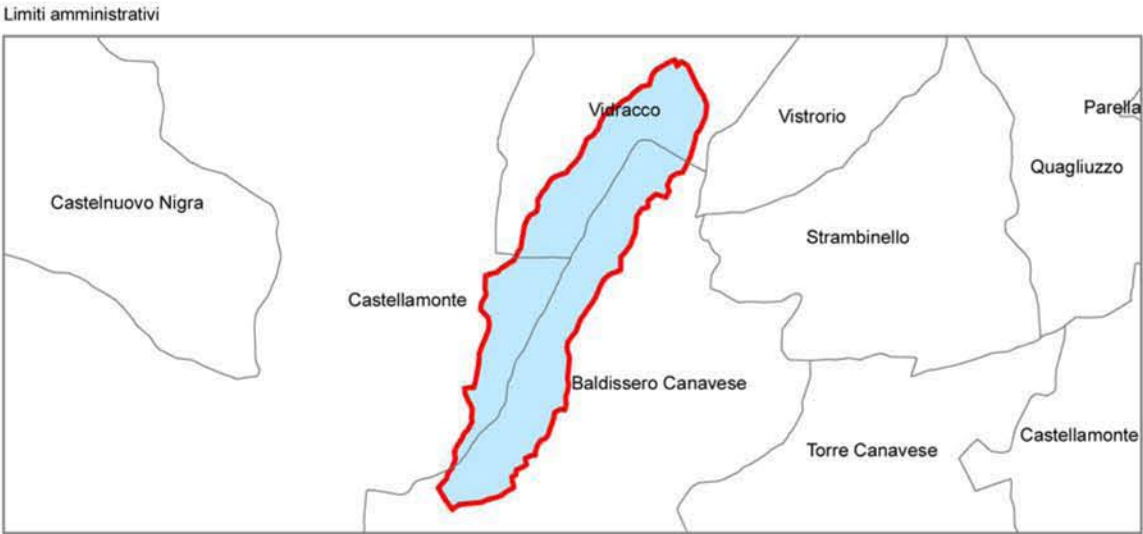 Limiti amministrativi
Vidracco
Vistrorio
Parella
Quagliuzzo
Castelnuovo Nigra
Strambinello
Castellamonte
Baldissero Canavese
Torre Canavese
Castellamonte